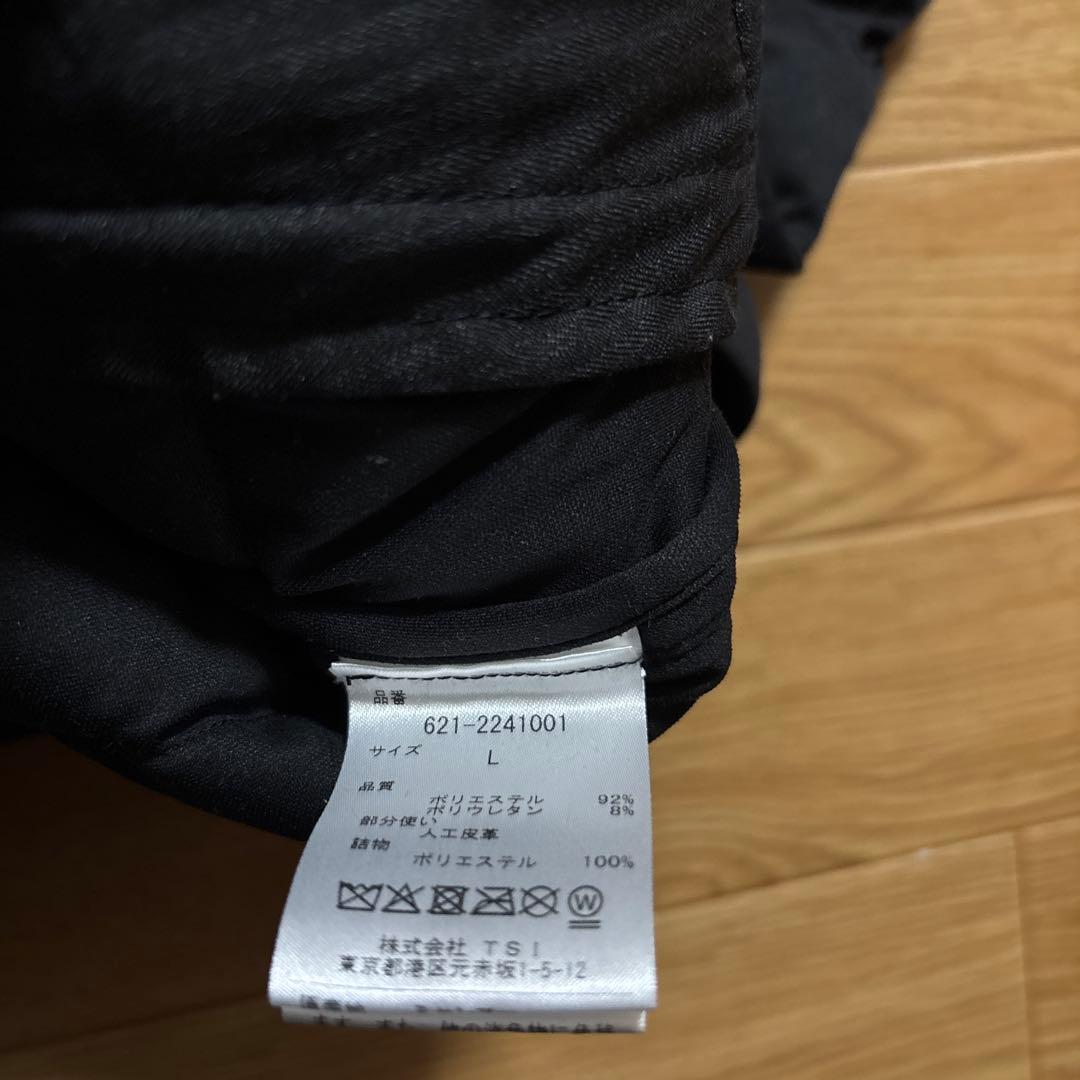 品番
621-2241001
サイズ
L
品質
ポリエステル 92%
ポリウレタン 8%
部分使い
人工皮革
詰物
ポリエステル 100%
W
株式会社 TSI
東京都港区元赤坂1-5-12